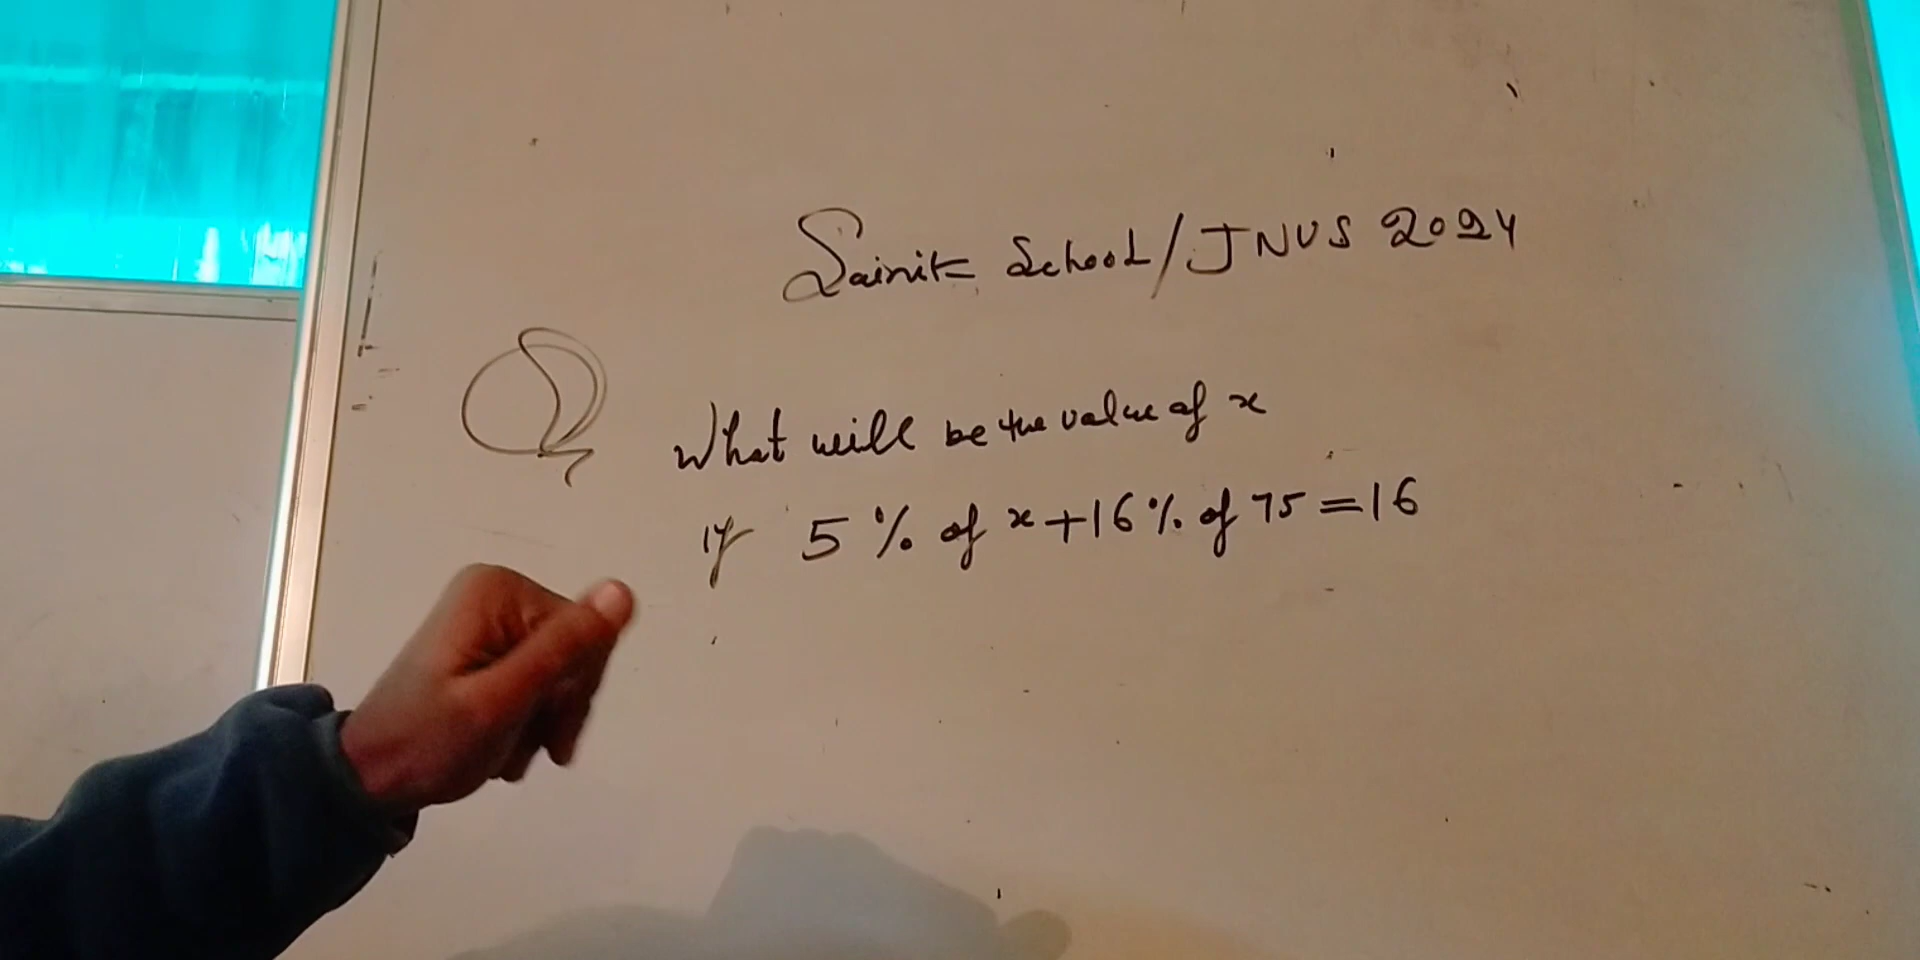 Sainik School/JNVS 2024
Q
What will be the value of x
if 5% of x+16% of 75=16